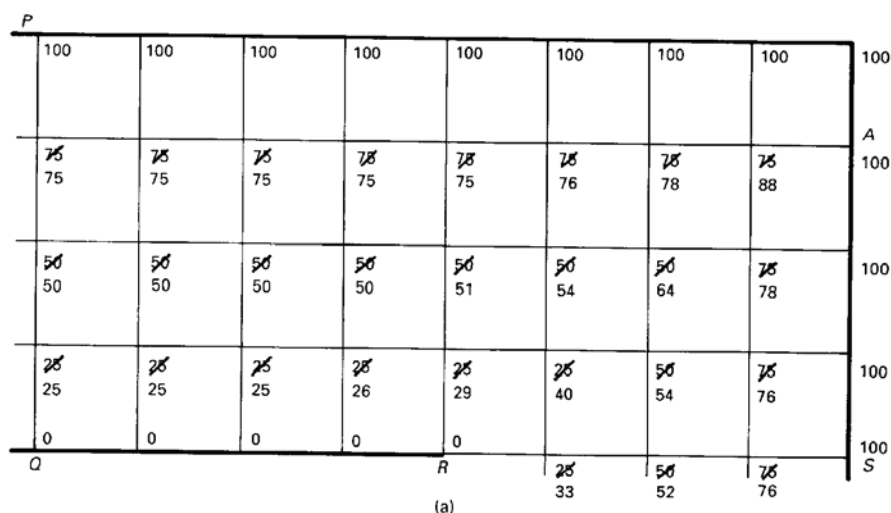 P
100 100 100 100 100 100 100 100 100
A
75 75 75 75 75 75 75 75 100
75 75 75 75 75 76 78 88
50 50 50 50 50 50 50 75 100
50 50 50 50 51 54 64 78
25 25 25 25 25 25 50 75 100
25 25 25 26 29 40 54 76
0 0 0 0 0 100
Q R S
25 50 75
33 52 76
(a)